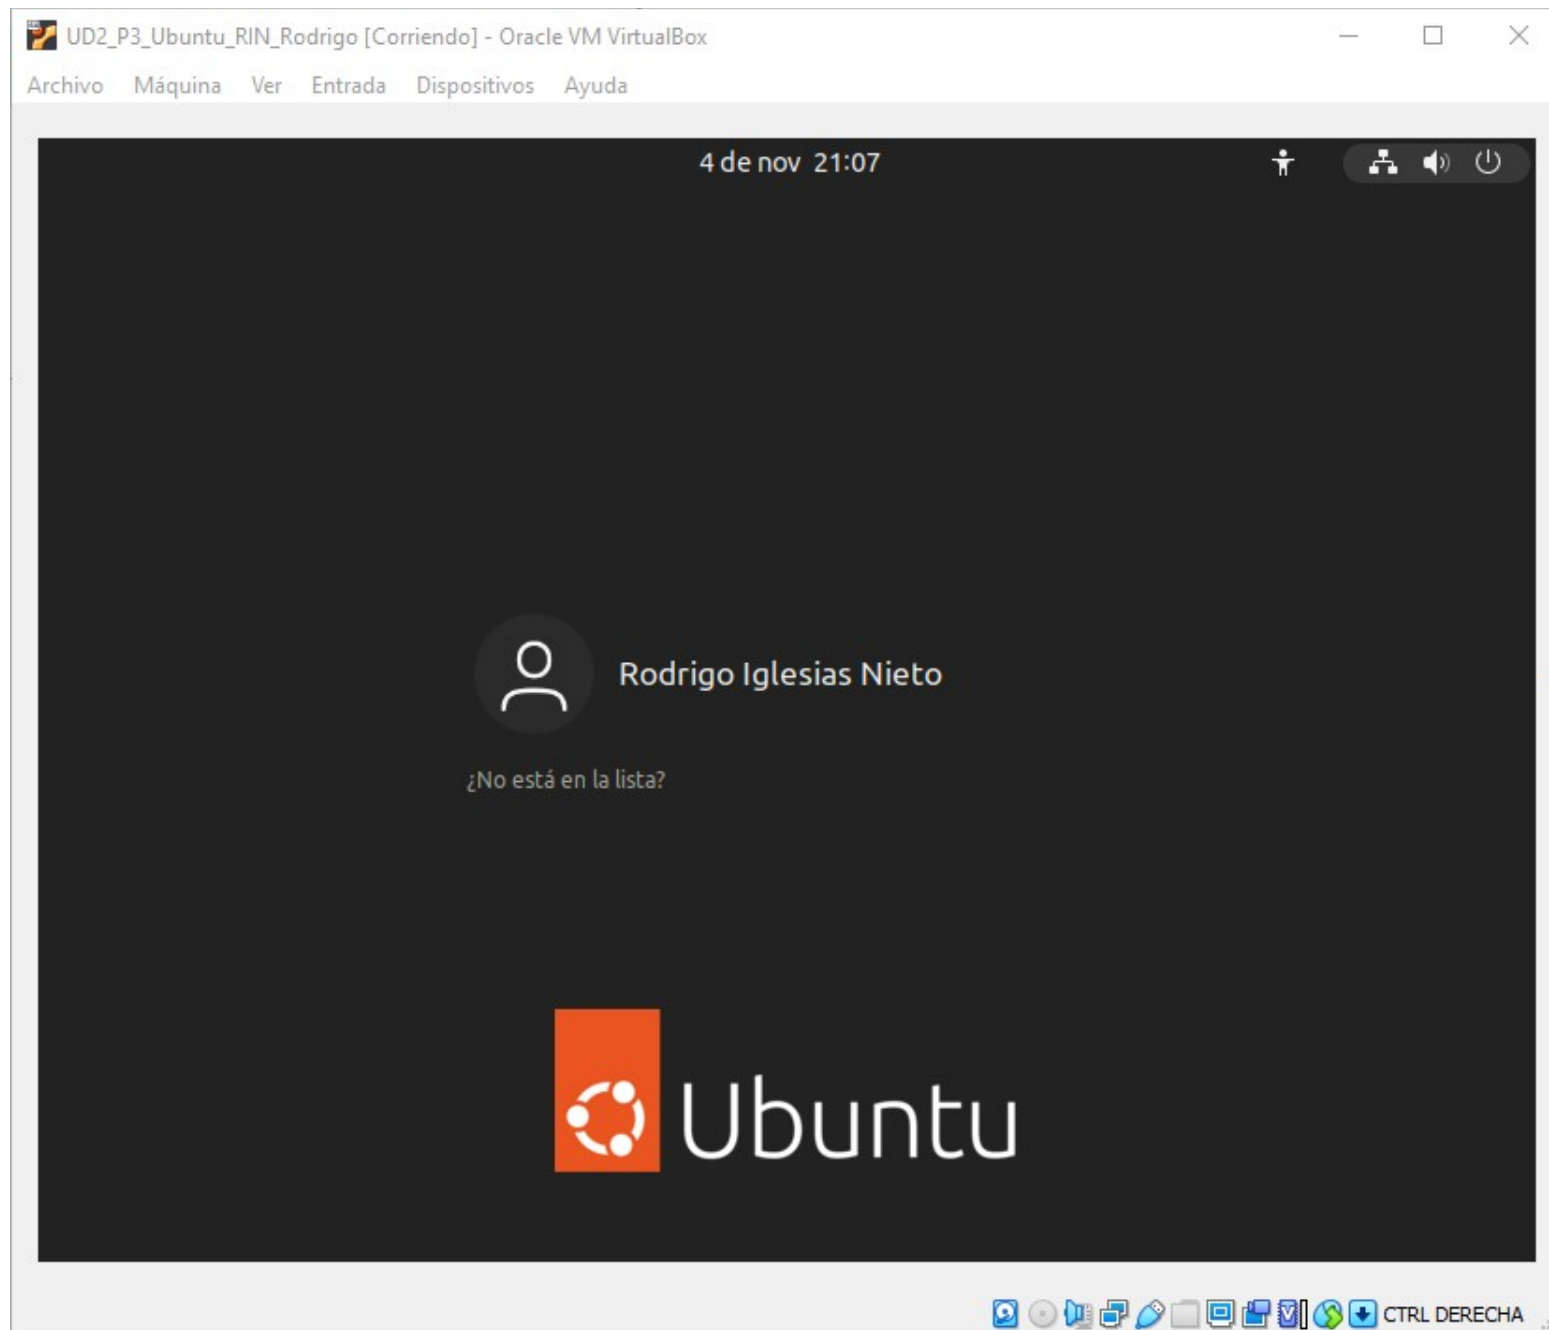 UD2_P3_Ubuntu_RIN_Rodrigo [Corriendo] - Oracle VM VirtualBox
Archivo Máquina Ver Entrada Dispositivos Ayuda
4 de nov 21:07
Rodrigo Iglesias Nieto
¿No está en la lista?
Ubuntu
CTRL DERECHA